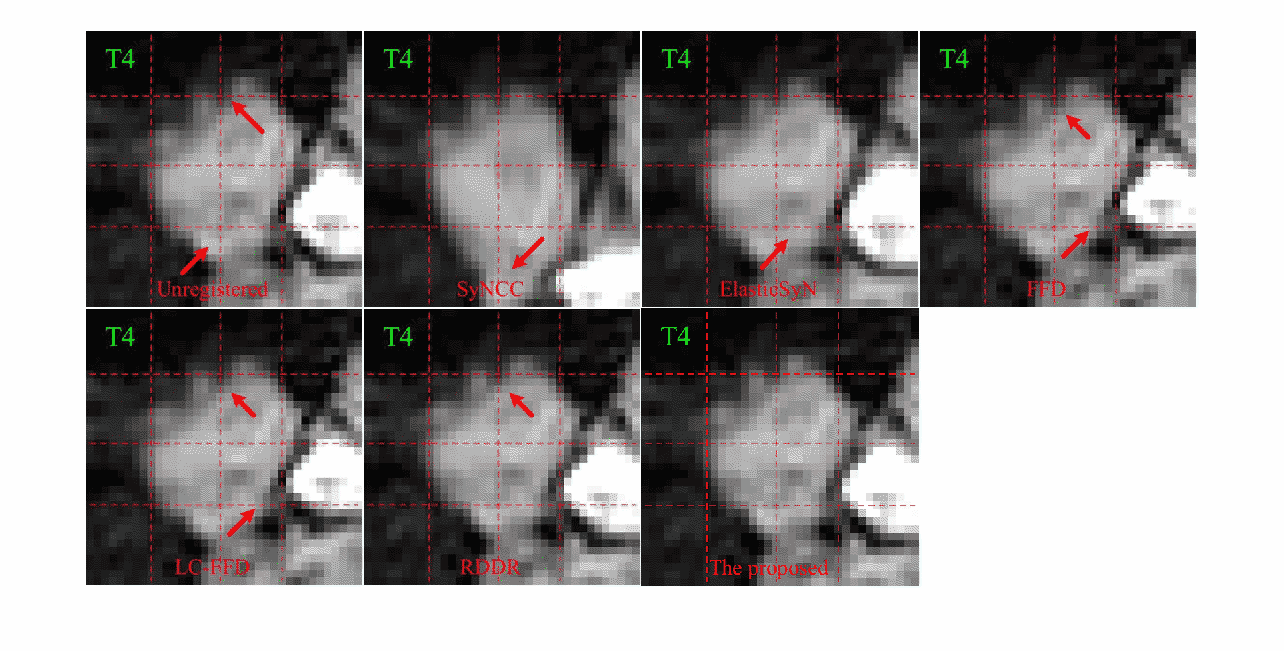 T4
T4
T4
T4
Unregistered
SyNCC
ElasticSyN
FFD
T4
T4
T4
LC-FFD
RDDR
The proposed